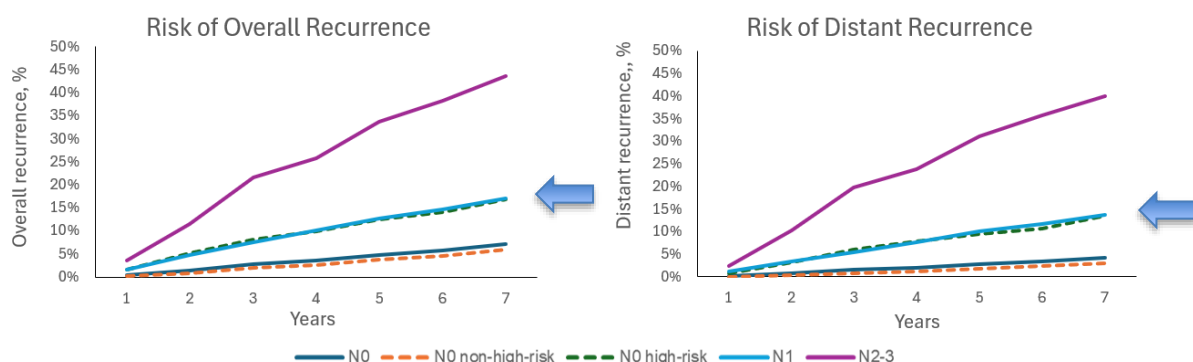 Risk of Overall Recurrence
Overall recurrence, %
50%
45%
40%
35%
30%
25%
20%
15%
10%
5%
0%
1 2 3 4 5 6 7
Years
Risk of Distant Recurrence
Distant recurrence,, %
50%
45%
40%
35%
30%
25%
20%
15%
10%
5%
0%
1 2 3 4 5 6 7
Years
N0 N0 non-high-risk N0 high-risk N1 N2-3